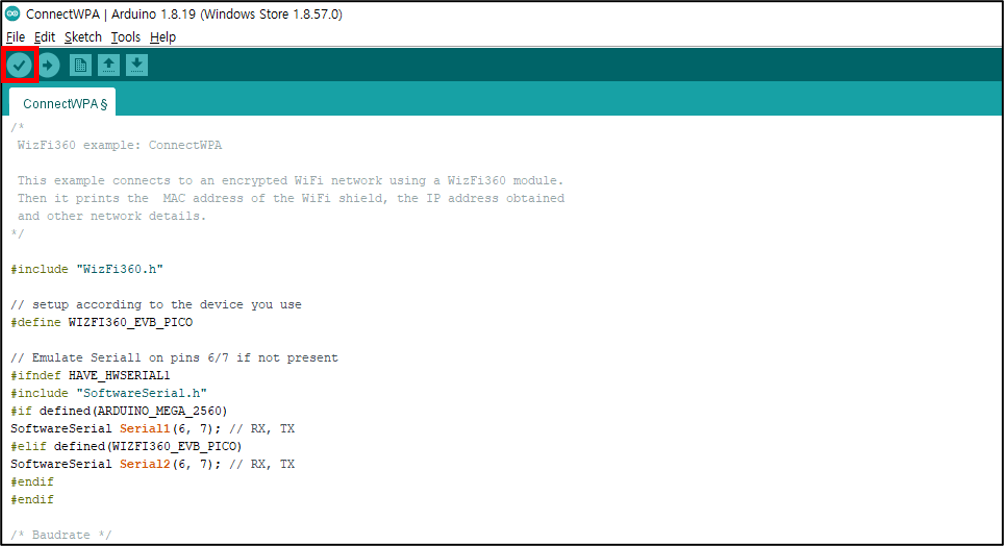 ConnectWPA | Arduino 1.8.19 (Windows Store 1.8.57.0)
File Edit Sketch Tools Help
ConnectWPA §
/*
WizFi360 example: ConnectWPA
This example connects to an encrypted WiFi network using a WizFi360 module.
Then it prints the  MAC address of the WiFi shield, the IP address obtained
and other network details.
*/
#include "WizFi360.h"
// setup according to the device you use
#define WIZFI360_EVB_PICO
// Emulate Serial1 on pins 6/7 if not present
#ifndef HAVE_HWSERIAL1
#include "SoftwareSerial.h"
#if defined(ARDUINO_MEGA_2560)
SoftwareSerial Serial1(6, 7); // RX, TX
#elif defined(WIZFI360_EVB_PICO)
SoftwareSerial Serial2(6, 7); // RX, TX
#endif
#endif
/* Baudrate */